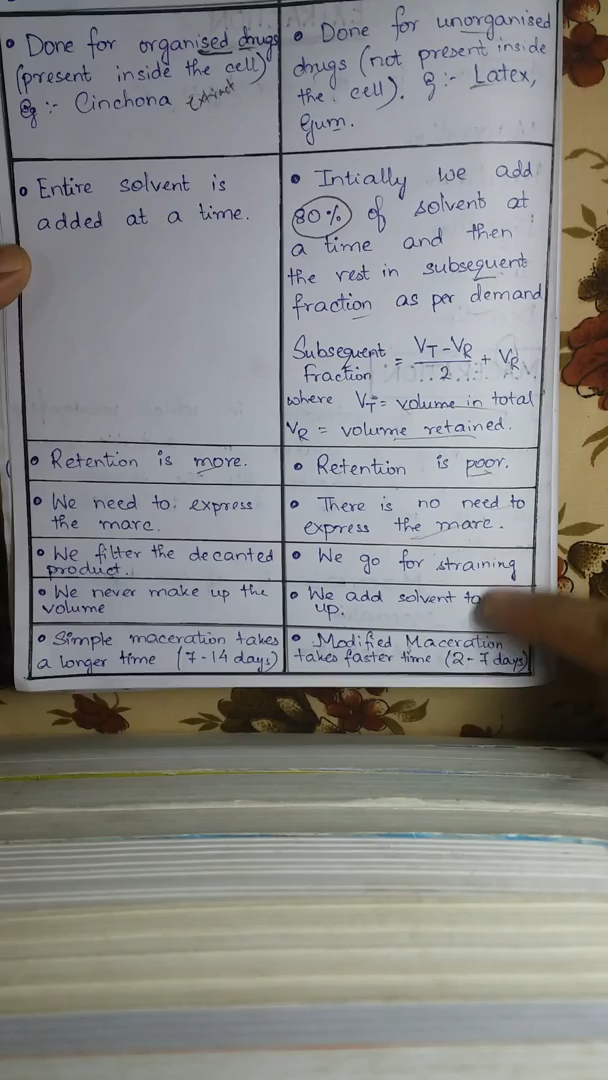 • Done for organised drugs
(present inside the cell)
Eg :- Cinchona extract
• Done for unorganised
drugs (not present inside
the cell). Eg :- Latex,
Gum.
• Entire solvent is
added at a time.
• Intially we add
80% of solvent at
a time and then
the rest in subsequent
fraction as per demand
Subsequent fraction = VT-VR / 2 + VR
where VT = volume in total
VR = volume retained.
• Retention is more.
• Retention is poor.
• We need to express
the marc.
• There is no need to
express the marc.
• We filter the decanted
product.
• We go for straining
• We never make up the
volume
• We add solvent to
up.
• Simple maceration takes
a longer time (7-14 days)
• Modified Maceration
takes faster time (2-7 days)